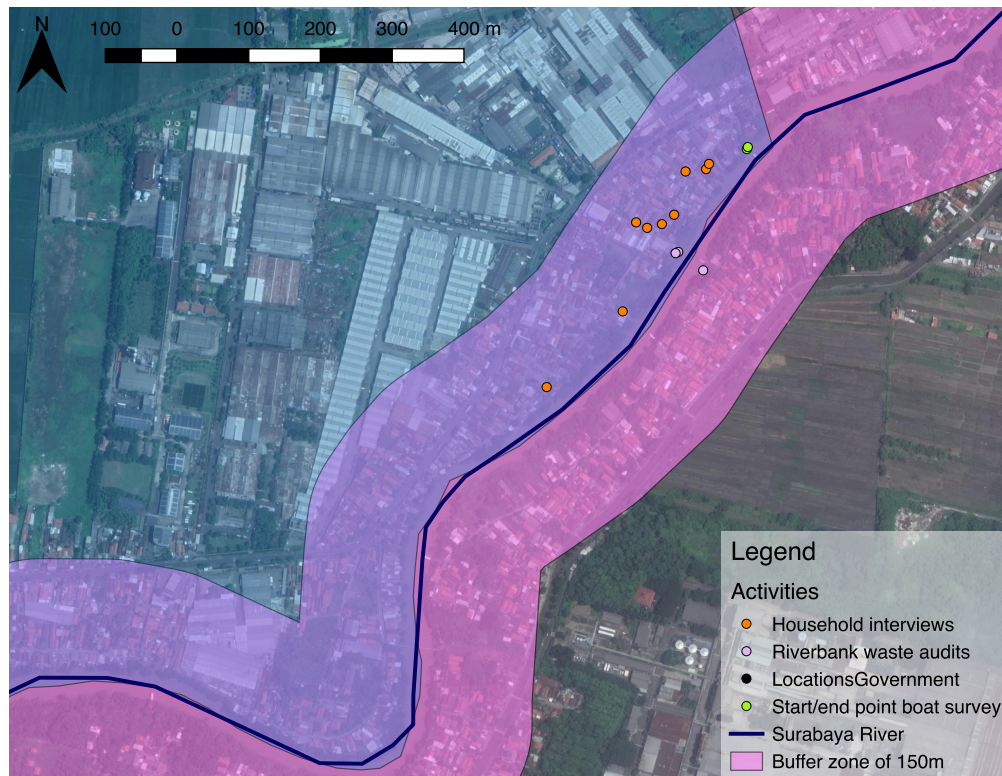 N
100 0 100 200 300 400 m
Legend
Activities
Household interviews
Riverbank waste audits
LocationsGovernment
Start/end point boat survey
Surabaya River
Buffer zone of 150m